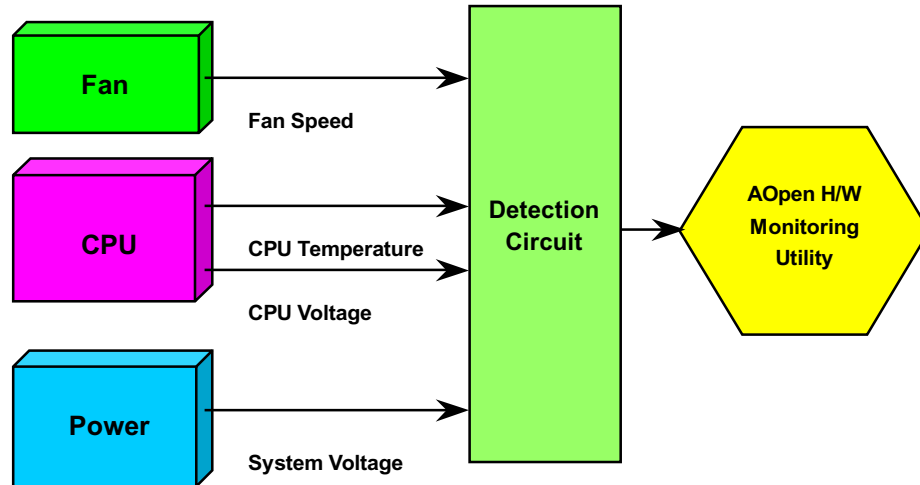 Fan
Fan Speed
CPU
CPU Temperature
CPU Voltage
Power
System Voltage
Detection
Circuit
AOpen H/W
Monitoring
Utility